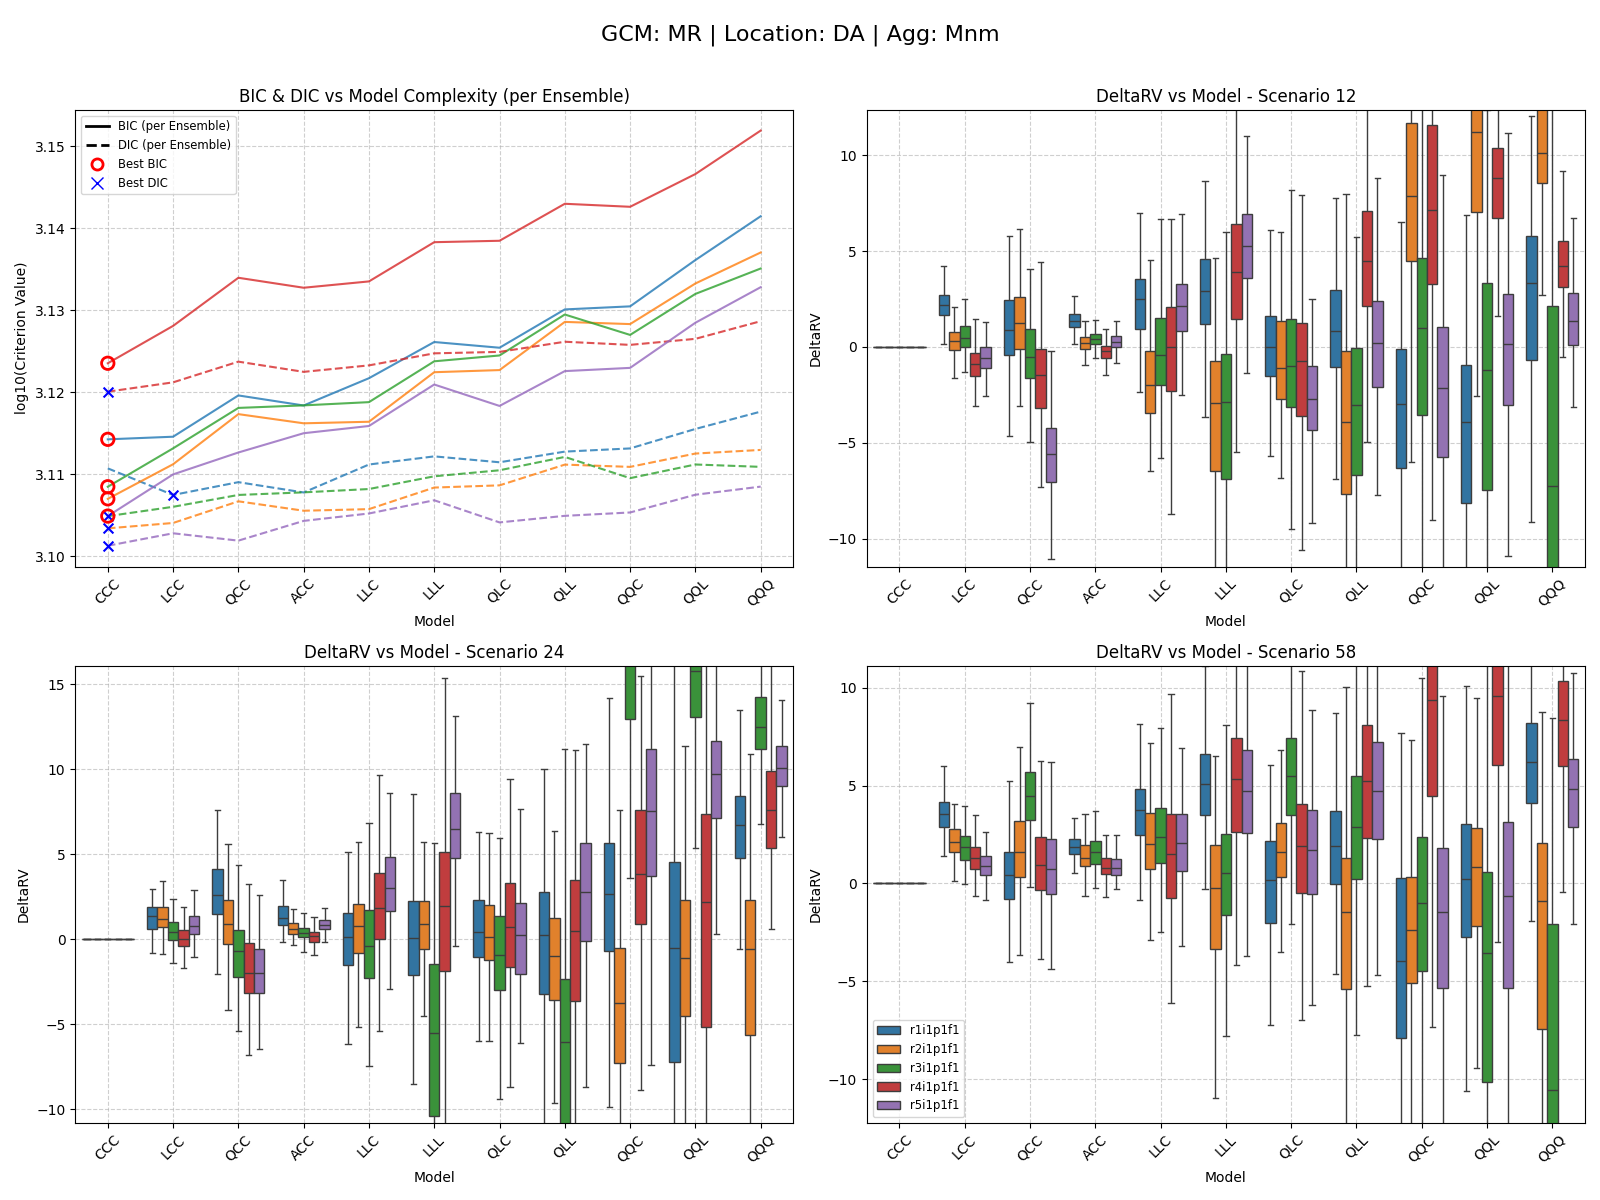 GCM: MR | Location: DA | Agg: Mnm
BIC & DIC vs Model Complexity (per Ensemble)
BIC (per Ensemble)
DIC (per Ensemble)
Best BIC
Best DIC
log10(Criterion Value)
3.15
3.14
3.13
3.12
3.11
3.10
CCC LCC QCC ACC LLC LLL QLC QLL QQC QQL QQQ
Model
DeltaRV vs Model - Scenario 12
DeltaRV
10
5
0
−5
−10
CCC LCC QCC ACC LLC LLL QLC QLL QQC QQL QQQ
Model
DeltaRV vs Model - Scenario 24
DeltaRV
15
10
5
0
−5
−10
CCC LCC QCC ACC LLC LLL QLC QLL QQC QQL QQQ
Model
DeltaRV vs Model - Scenario 58
DeltaRV
10
5
0
−5
−10
r1i1p1f1
r2i1p1f1
r3i1p1f1
r4i1p1f1
r5i1p1f1
CCC LCC QCC ACC LLC LLL QLC QLL QQC QQL QQQ
Model